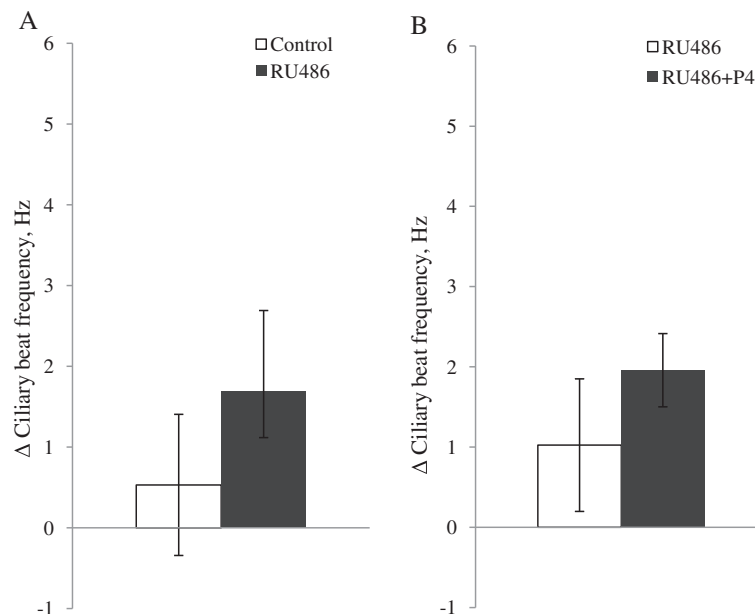 A
Control
RU486
6
5
4
3
2
1
0
-1
Δ Ciliary beat frequency, Hz
B
RU486
RU486+P4
6
5
4
3
2
1
0
-1
Δ Ciliary beat frequency, Hz